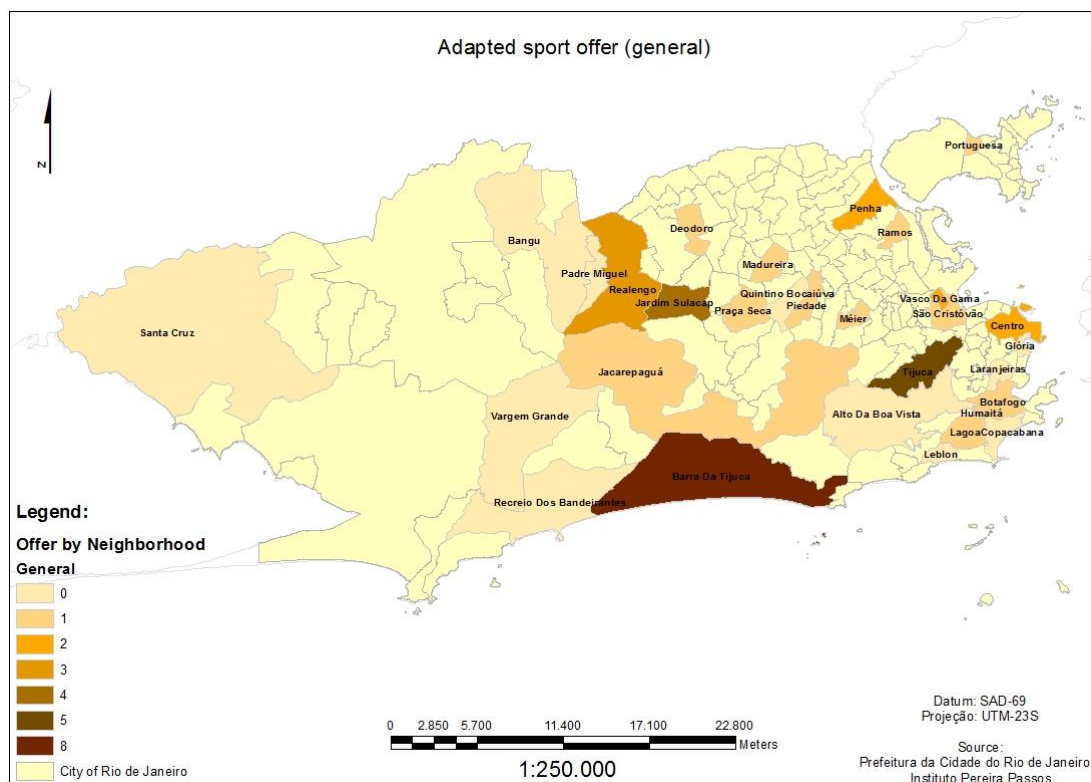 Adapted sport offer (general)
N
Portuguesa
Penha
Ramos
Deodoro
Bangu
Madureira
Padre Miguel
Realengo
Quintino Bocaiúva
Jardim Sulacap
Piedade
Praça Seca
Méier
Vasco Da Gama
São Cristóvão
Centro
Santa Cruz
Glória
Laranjeiras
Tijuca
Jacarepaguá
Botafogo
Vargem Grande
Alto Da Boa Vista
Humaitá
LagoaCopacabana
Leblon
Barra Da Tijuca
Recreio Dos Bandeirantes
Legend:
Offer by Neighborhood
General
0
1
2
3
4
5
8
City of Rio de Janeiro
0 2.850 5.700 11.400 17.100 22.800
Meters
1:250.000
Datum: SAD-69
Projeção: UTM-23S
Source:
Prefeitura da Cidade do Rio de Janeiro
Instituto Pereira Passos